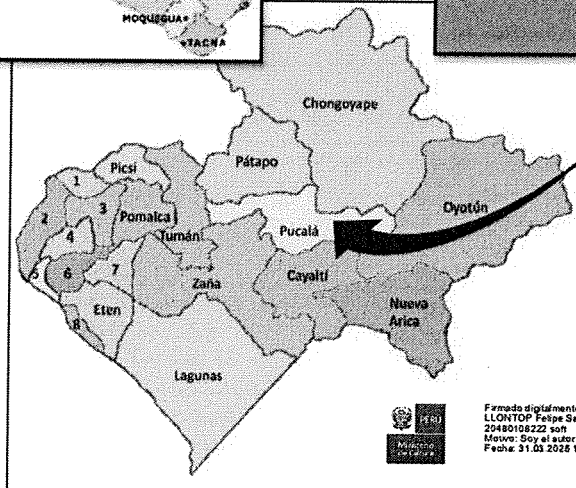 MOQUEGUA
TACNA
Chongoyape
Picsi
Pátapo
1
2
3
Pomalca
Oyotún
4
Tumán
Pucalá
5
6
7
Zaña
Cayaltí
Eten
Nueva
Arica
8
Lagunas
PERÚ
Ministerio
de Cultura
Firmado digitalmente
LLONTOP Felipe Sa
20480108222 soft
Motivo: Soy el autor
Fecha: 31.03.2025 1